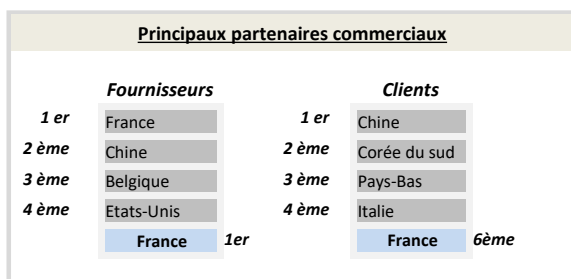 Principaux partenaires commerciaux
Fournisseurs Clients
1 er France 1 er Chine
2 ème Chine 2 ème Corée du sud
3 ème Belgique 3 ème Pays-Bas
4 ème Etats-Unis 4 ème Italie
France 1er France 6ème